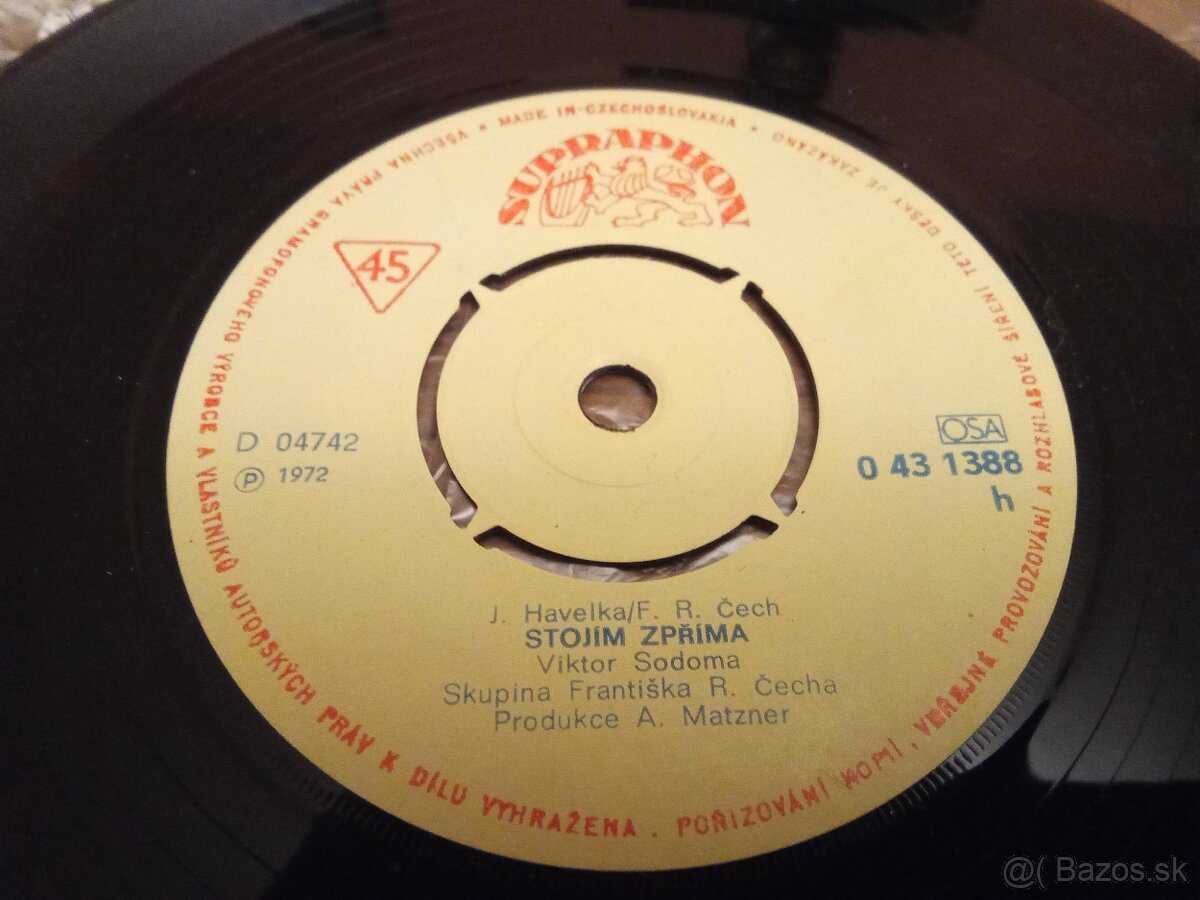 VŠECHNA PRÁVA GRAMOFONOVÉHO VÝROBCE A VLASTNÍKŮ AUTORSKÝCH PRÁV K DÍLU VYHRAŽENA . POŘIZOVÁNÍ KOPIÍ, VEŘEJNÉ PROVOZOVÁNÍ A ROZHLASOVÉ ŠÍŘENÍ TÉTO DESKY JE ZAKÁZÁNO • MADE IN CZECHOSLOVAKIA •
SUPRAPHON
45
D 04742
℗ 1972
OSA
0 43 1388
h
J. Havelka/F. R. Čech
STOJÍM ZPŘÍMA
Viktor Sodoma
Skupina Františka R. Čecha
Produkce A. Matzner
@( Bazos.sk